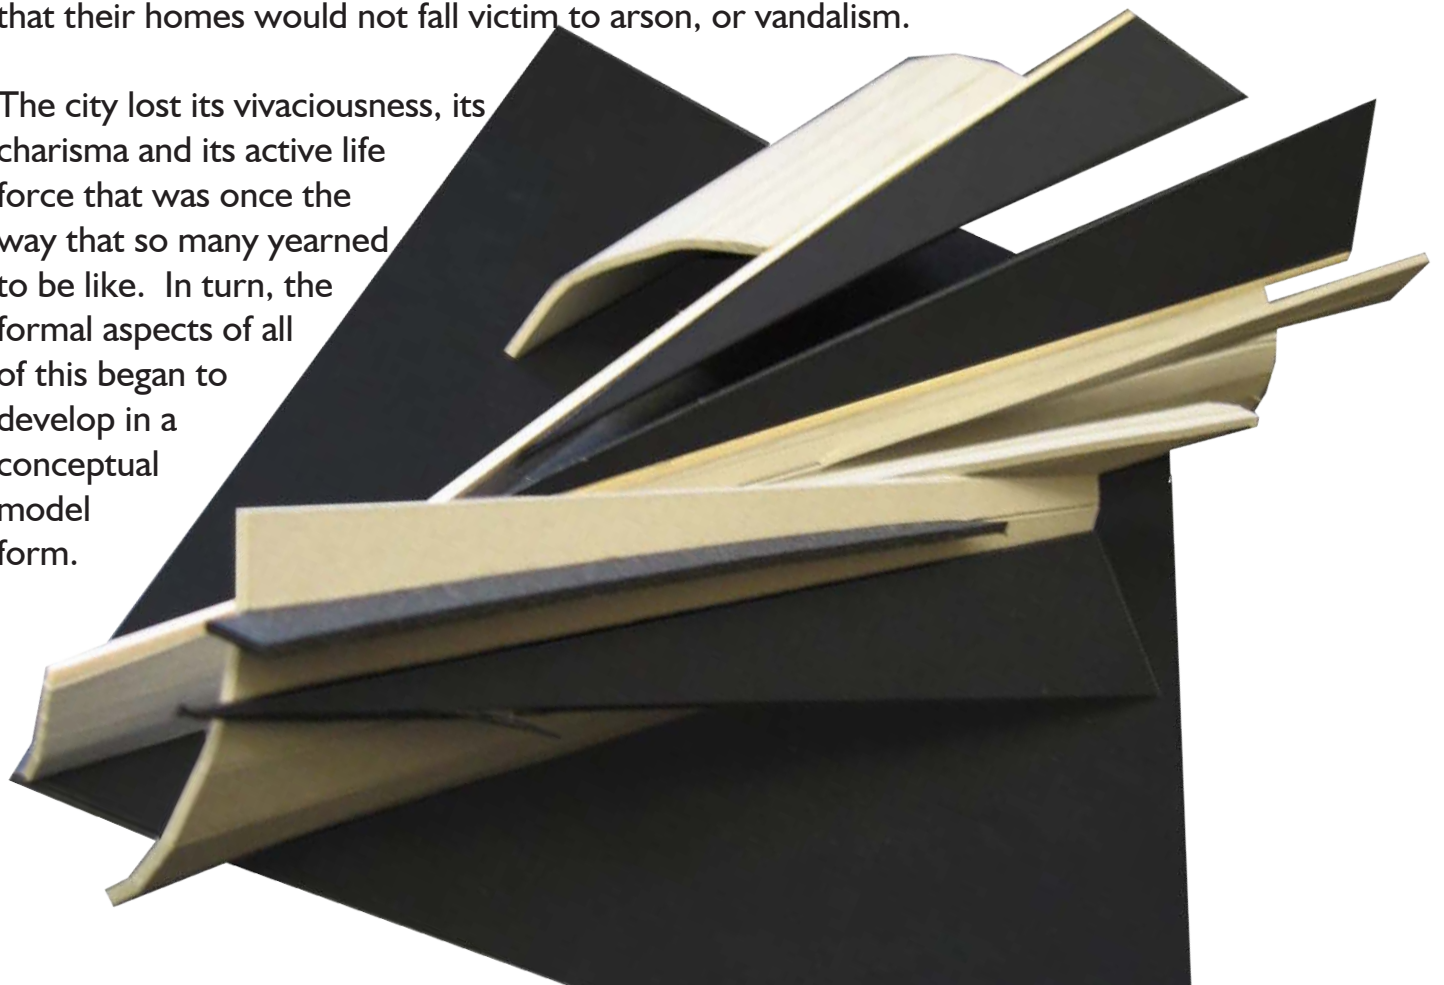 that their homes would not fall victim to arson, or vandalism.
The city lost its vivaciousness, its
charisma and its active life
force that was once the
way that so many yearned
to be like.  In turn, the
formal aspects of all
of this began to
develop in a
conceptual
model
form.